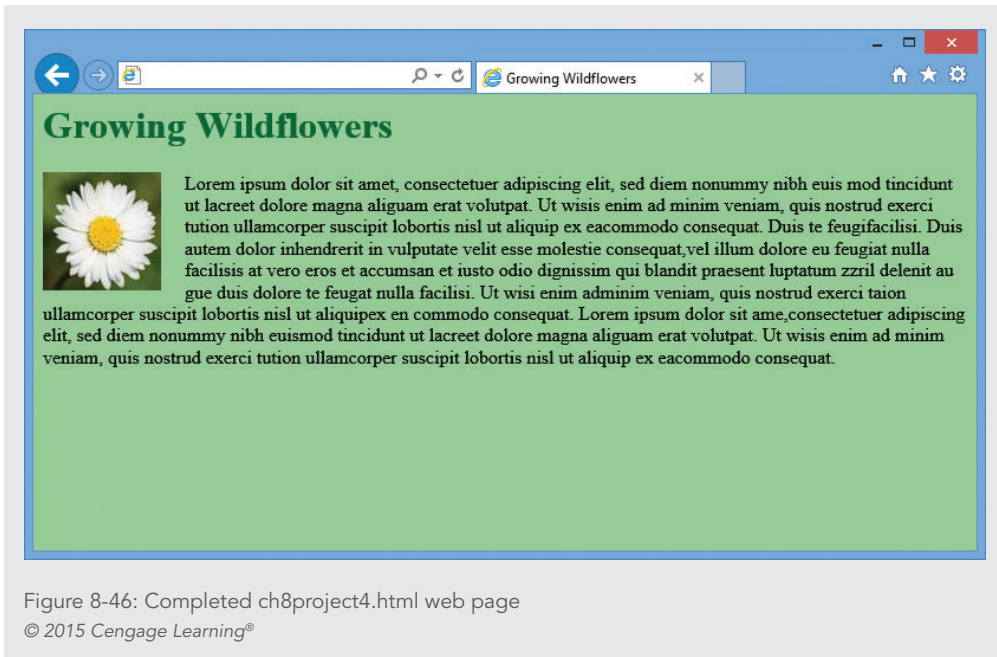 Growing Wildflowers
Growing Wildflowers
Lorem ipsum dolor sit amet, consectetuer adipiscing elit, sed diem nonummy nibh euis mod tincidunt
ut lacreet dolore magna aliguam erat volutpat. Ut wisis enim ad minim veniam, quis nostrud exerci
tution ullamcorper suscipit lobortis nisl ut aliquip ex eacommodo consequat. Duis te feugifacilisi. Duis
autem dolor inhendrerit in vulputate velit esse molestie consequat,vel illum dolore eu feugiat nulla
facilisis at vero eros et accumsan et iusto odio dignissim qui blandit praesent luptatum zzril delenit au
gue duis dolore te feugat nulla facilisi. Ut wisi enim adminim veniam, quis nostrud exerci taion
ullamcorper suscipit lobortis nisl ut aliquipex en commodo consequat. Lorem ipsum dolor sit ame,consectetuer adipiscing
elit, sed diem nonummy nibh euismod tincidunt ut lacreet dolore magna aliguam erat volutpat. Ut wisis enim ad minim
veniam, quis nostrud exerci tution ullamcorper suscipit lobortis nisl ut aliquip ex eacommodo consequat.
Figure 8-46: Completed ch8project4.html web page
© 2015 Cengage Learning®